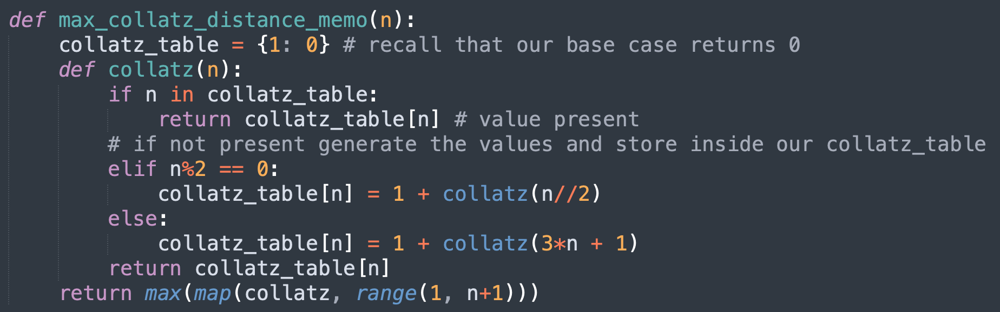 def max_collatz_distance_memo(n):
    collatz_table = {1: 0} # recall that our base case returns 0
    def collatz(n):
        if n in collatz_table:
            return collatz_table[n] # value present
        # if not present generate the values and store inside our collatz_table
        elif n%2 == 0:
            collatz_table[n] = 1 + collatz(n//2)
        else:
            collatz_table[n] = 1 + collatz(3*n + 1)
        return collatz_table[n]
    return max(map(collatz, range(1, n+1)))